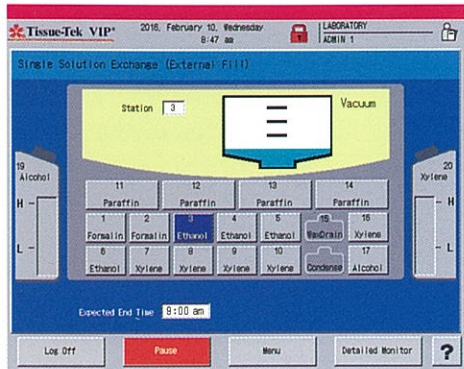 Tissue-Tek VIP®
2016, February 10, Wednesday
8:47 am
1
LABORATORY
ADMIN 1
Single Solution Exchange (External Fill)
Station 3
Vacuum
19
Alcohol
H
L
20
Xylene
H
L
11 Paraffin
12 Paraffin
13 Paraffin
14 Paraffin
1 Formalin
2 Formalin
3 Ethanol
4 Ethanol
5 Ethanol
15 WaxDrain
16 Xylene
6 Ethanol
7 Xylene
8 Xylene
9 Xylene
10 Xylene
Condense
17 Alcohol
Expected End Time 9:00 am
Log Off
Pause
Menu
Detailed Monitor
?